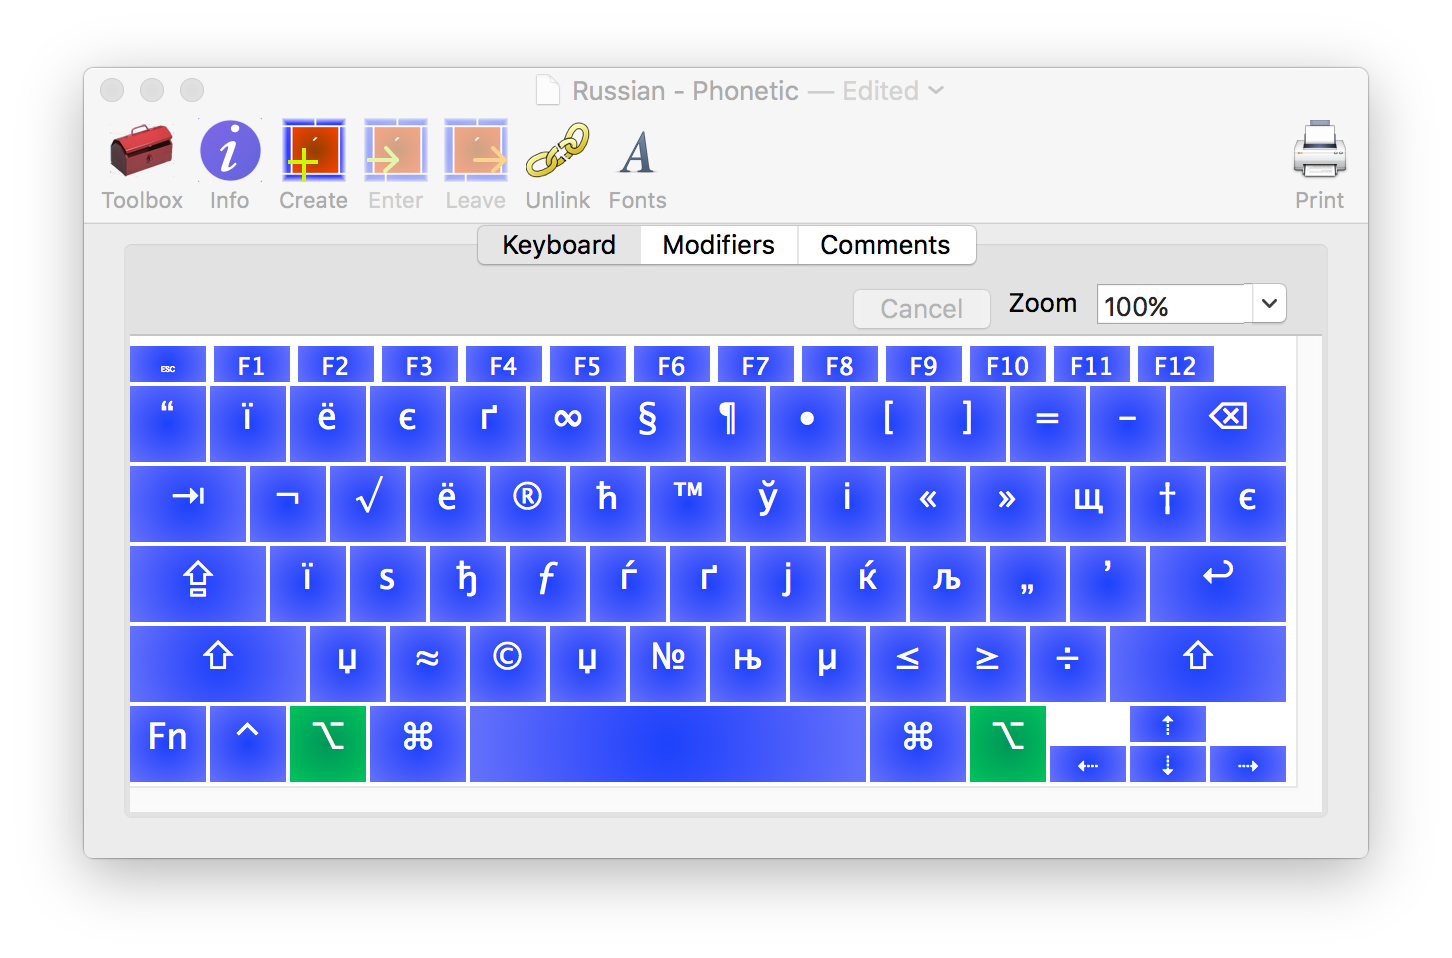 Russian - Phonetic — Edited
Toolbox Info Create Enter Leave Unlink Fonts Print
Keyboard Modifiers Comments
Cancel Zoom 100%
ESC F1 F2 F3 F4 F5 F6 F7 F8 F9 F10 F11 F12
“ ї ё є ґ ∞ § ¶ • [ ] = – ⌫
⇥ ¬ √ ё ® ћ ™ ў і « » щ † є
⇪ ї ѕ ђ ƒ ѓ ґ ј ќ љ „ ’ ↩
⇧ џ ≈ © џ № њ µ ≤ ≥ ÷ ⇧
Fn ^ ⌥ ⌘ ⌘ ⌥ ⇠ ⇡ ⇣ ⇢